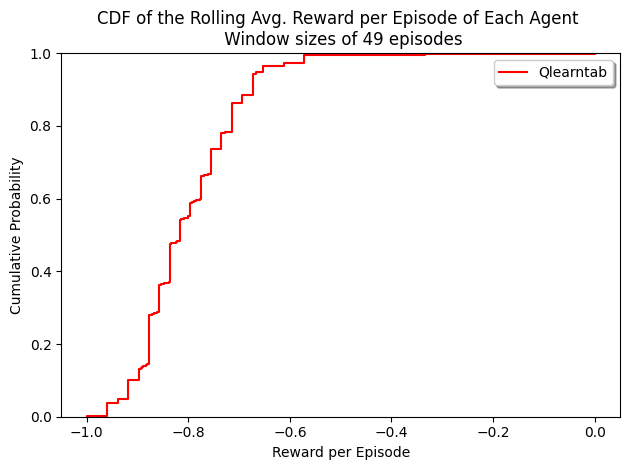 CDF of the Rolling Avg. Reward per Episode of Each Agent
Window sizes of 49 episodes
Qlearntab
Cumulative Probability
1.0
0.8
0.6
0.4
0.2
0.0
−1.0 −0.8 −0.6 −0.4 −0.2 0.0
Reward per Episode